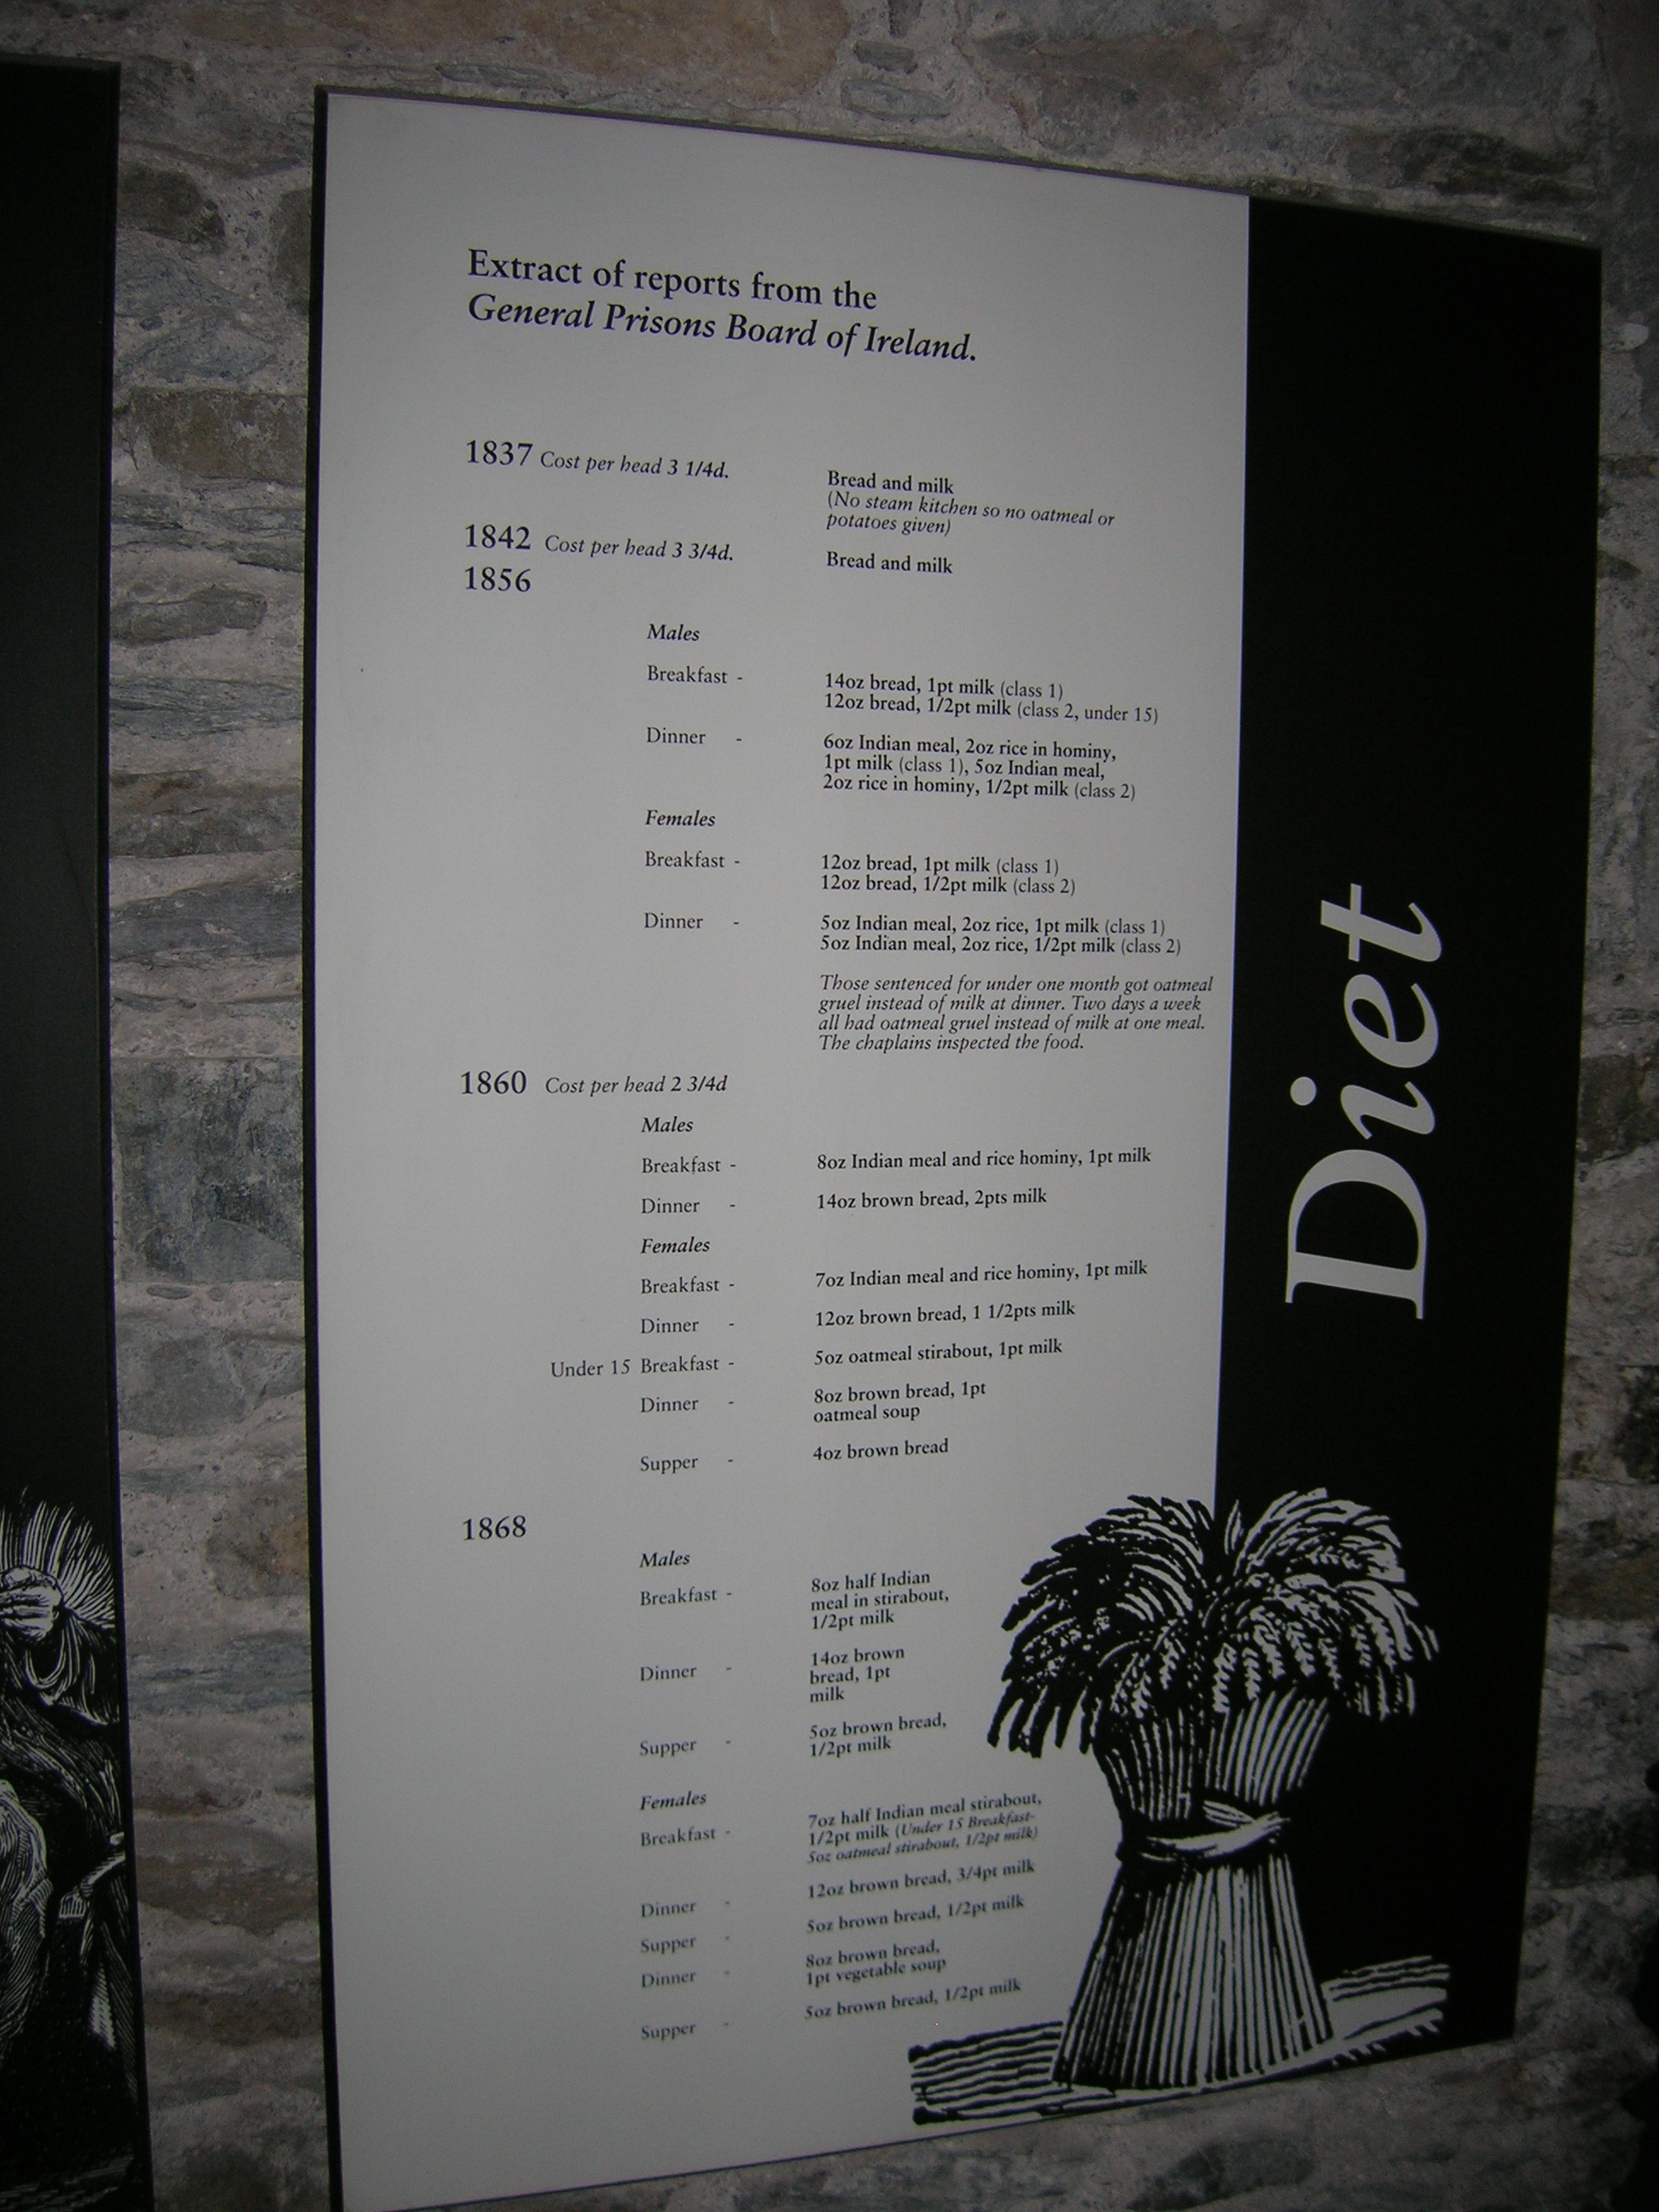 Extract of reports from the
General Prisons Board of Ireland.
1837 Cost per head 3 1/4d. Bread and milk
(No steam kitchen so no oatmeal or
potatoes given)
1842 Cost per head 3 3/4d. Bread and milk
1856
Males
Breakfast - 14oz bread, 1pt milk (class 1)
12oz bread, 1/2pt milk (class 2, under 15)
Dinner - 6oz Indian meal, 2oz rice in hominy,
1pt milk (class 1), 5oz Indian meal,
2oz rice in hominy, 1/2pt milk (class 2)
Females
Breakfast - 12oz bread, 1pt milk (class 1)
12oz bread, 1/2pt milk (class 2)
Dinner - 5oz Indian meal, 2oz rice, 1pt milk (class 1)
5oz Indian meal, 2oz rice, 1/2pt milk (class 2)
Those sentenced for under one month got oatmeal
gruel instead of milk at dinner. Two days a week
all had oatmeal gruel instead of milk at one meal.
The chaplains inspected the food.
1860 Cost per head 2 3/4d
Males
Breakfast - 8oz Indian meal and rice hominy, 1pt milk
Dinner - 14oz brown bread, 2pts milk
Females
Breakfast - 7oz Indian meal and rice hominy, 1pt milk
Dinner - 12oz brown bread, 1 1/2pts milk
Under 15 Breakfast - 5oz oatmeal stirabout, 1pt milk
Dinner - 8oz brown bread, 1pt
oatmeal soup
Supper - 4oz brown bread
1868
Males
Breakfast - 8oz half Indian
meal in stirabout,
1/2pt milk
Dinner - 14oz brown
bread, 1pt
milk
Supper - 5oz brown bread,
1/2pt milk
Females
Breakfast - 7oz half Indian meal stirabout,
1/2pt milk (Under 15 Breakfast-
5oz oatmeal stirabout, 1/2pt milk)
Dinner - 12oz brown bread, 3/4pt milk
Supper - 5oz brown bread, 1/2pt milk
Dinner - 8oz brown bread,
1pt vegetable soup
Supper - 5oz brown bread, 1/2pt milk
Diet